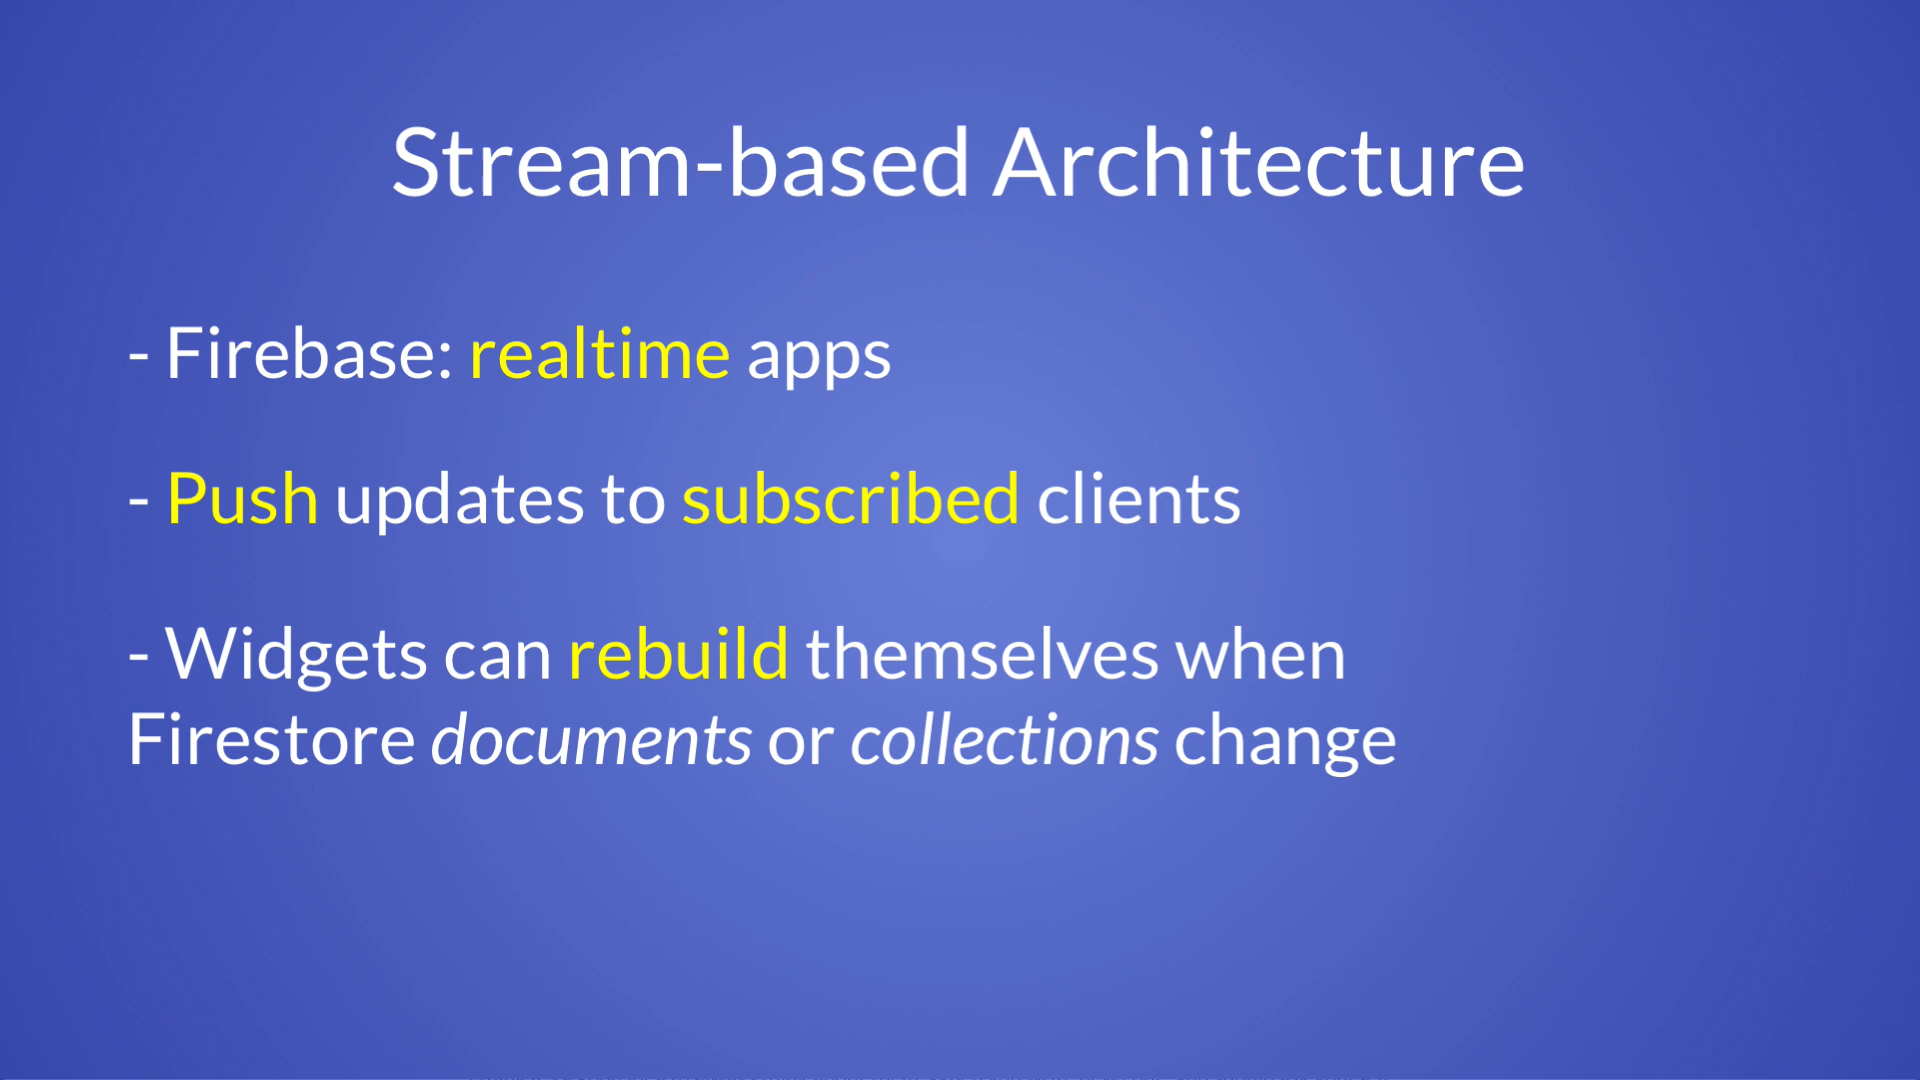 Stream-based Architecture
- Firebase: realtime apps
- Push updates to subscribed clients
- Widgets can rebuild themselves when
Firestore documents or collections change